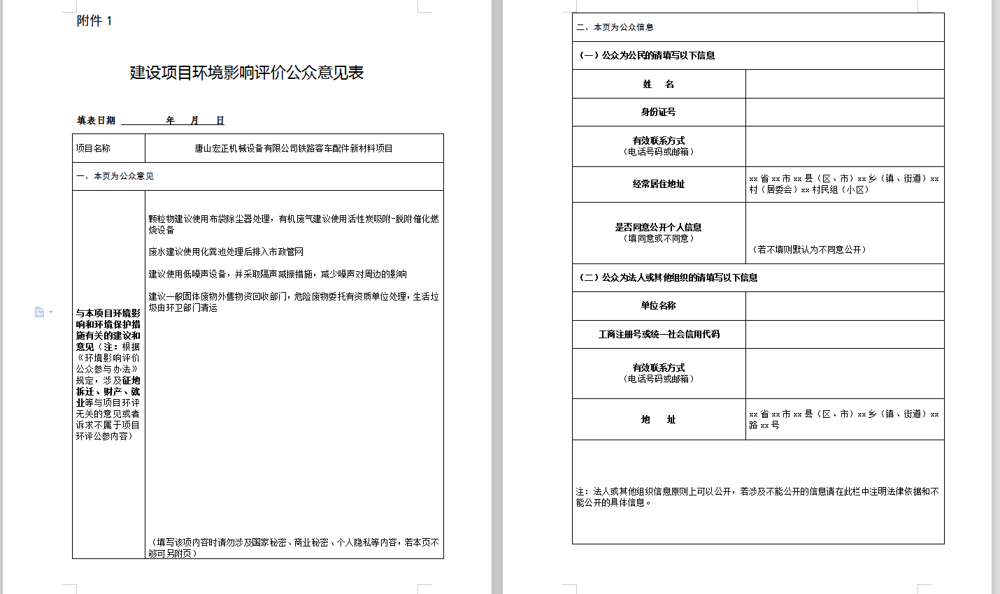 附件 1
建设项目环境影响评价公众意见表
填表日期 年 月 日
项目名称
唐山宏正机械设备有限公司铁路客车配件新材料项目
一、本页为公众意见
与本项目环境影
响和环境保护措
施有关的建议和
意见（注：根据
《环境影响评价
公众参与办法》
规定，涉及征地
拆迁、财产、就
业等与项目环评
无关的意见或者
诉求不属于项目
环评公参内容）
颗粒物建议使用布袋除尘器处理，有机废气建议使用活性炭吸附-脱附催化燃
烧设备
废水建议使用化粪池处理后排入市政管网
建议使用低噪声设备，并采取隔声减振措施，减少噪声对周边的影响
建议一般固体废物外售物资回收部门，危险废物委托有资质单位处理，生活垃
圾由环卫部门清运
（填写该项内容时请勿涉及国家秘密、商业秘密、个人隐私等内容，若本页不
够可另附页）
二、本页为公众信息
（一）公众为公民的请填写以下信息
姓 名
身份证号
有效联系方式
（电话号码或邮箱）
经常居住地址
xx 省 xx 市 xx 县（区、市）xx 乡（镇、街道）xx
村（居委会）xx 村民组（小区）
是否同意公开个人信息
（填同意或不同意）
（若不填则默认为不同意公开）
（二）公众为法人或其他组织的请填写以下信息
单位名称
工商注册号或统一社会信用代码
有效联系方式
（电话号码或邮箱）
地 址
xx 省 xx 市 xx 县（区、市）xx 乡（镇、街道）xx
路 xx 号
注：法人或其他组织信息原则上可以公开，若涉及不能公开的信息请在此栏中注明法律依据和不
能公开的具体信息。